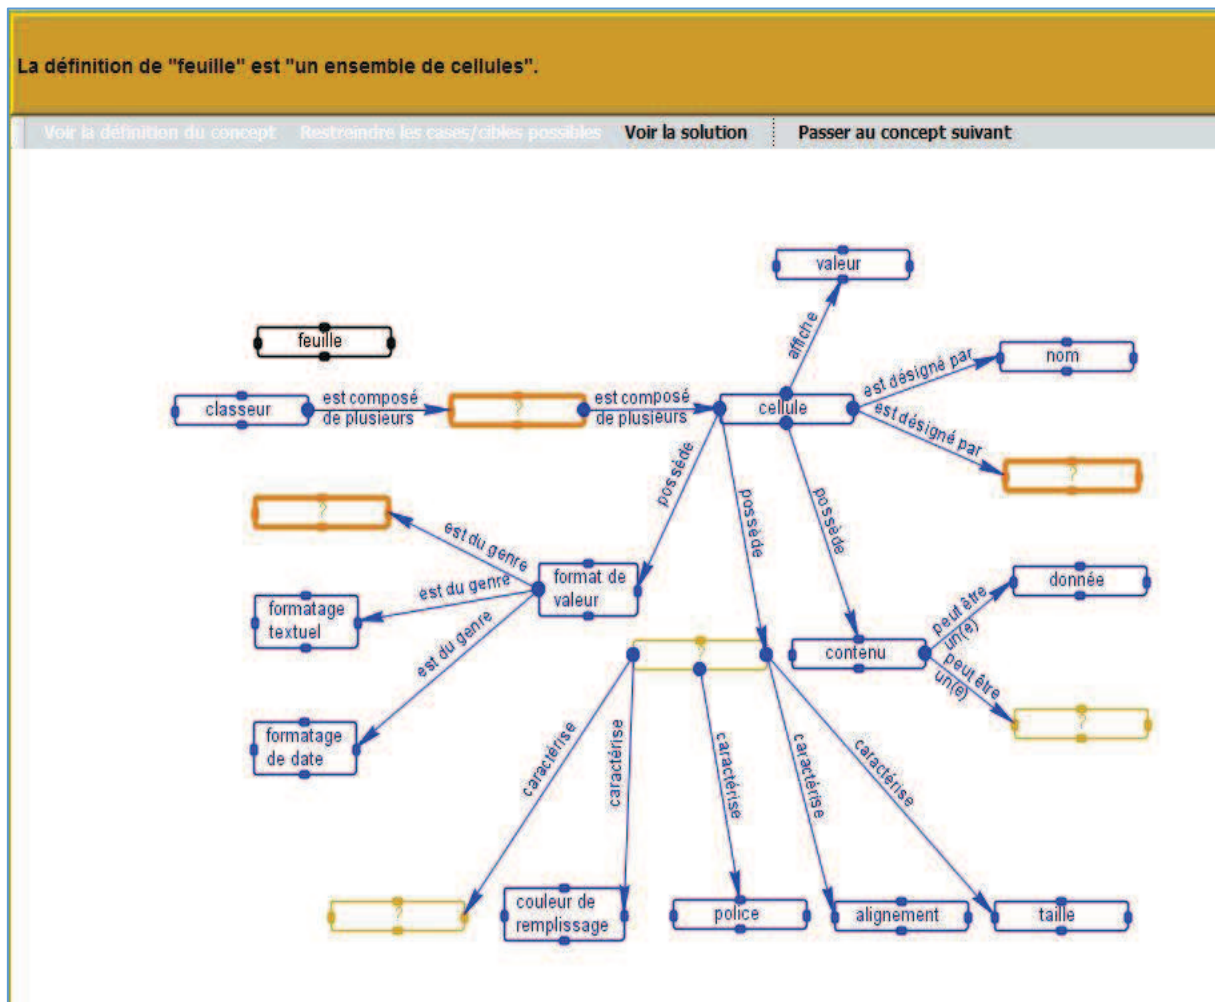 La définition de "feuille" est "un ensemble de cellules".
Voir la définition du concept
Restreindre les cases/cibles possibles
Voir la solution
Passer au concept suivant
valeur
affiche
feuille
nom
est désigné par
classeur
est composé
de plusieurs
?
est composé
de plusieurs
cellule
est désigné par
?
possède
possède
possède
?
est du genre
format de
valeur
est du genre
formatage
textuel
est du genre
formatage
de date
donnée
peut être
un(e)
contenu
peut être
un(e)
?
?
caractérise
caractérise
caractérise
caractérise
caractérise
?
couleur de
remplissage
police
alignement
taille